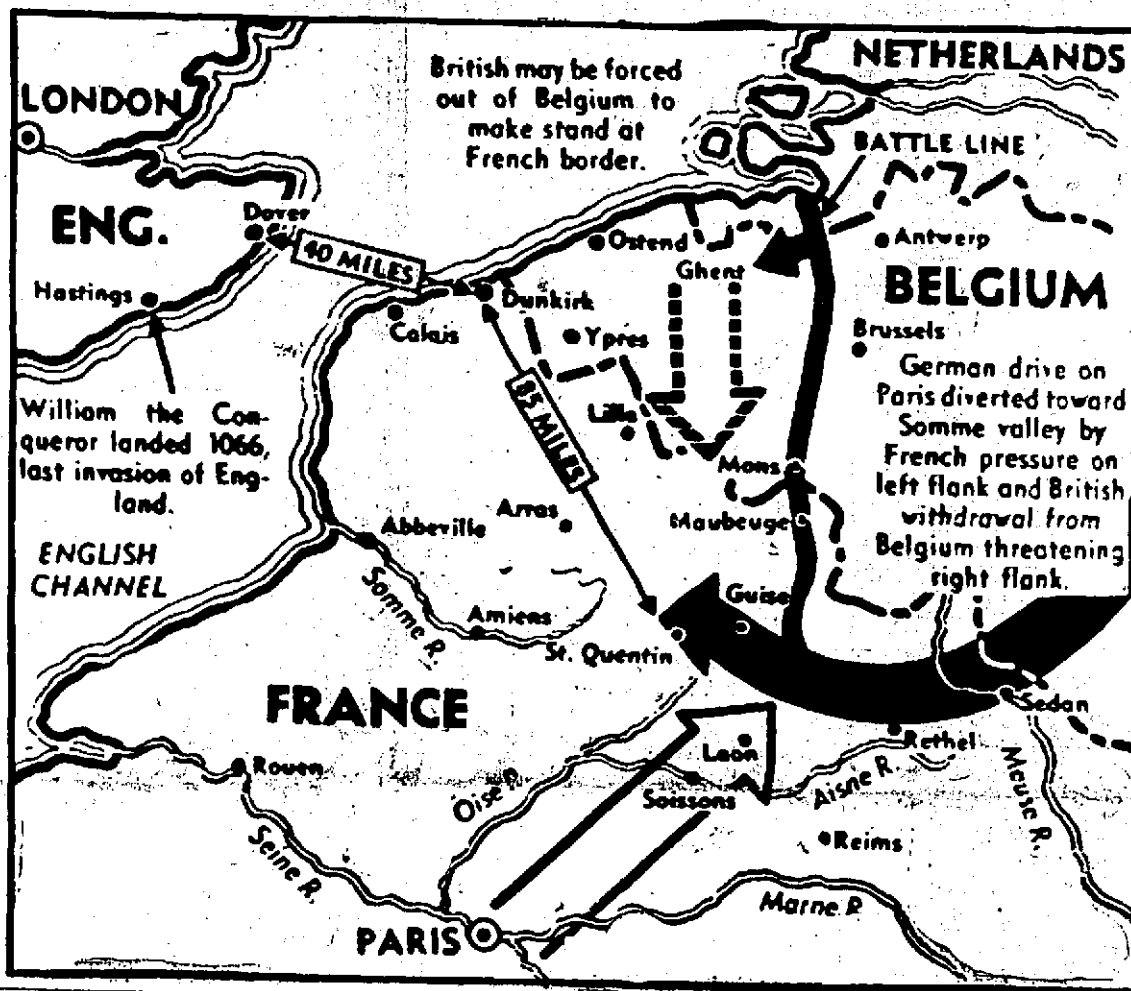 NETHERLANDS
LONDON
British may be forced
out of Belgium to
make stand at
French border.
BATTLE LINE
ENG.
Dover
40 MILES
Ostend
Antwerp
Ghent
BELGIUM
Hastings
Dunkirk
Calais
Ypres
Brussels
William the Con-
queror landed 1066,
last invasion of Eng-
land.
85 MILES
Lille
German drive on
Paris diverted toward
Somme valley by
French pressure on
left flank and British
withdrawal from
Belgium threatening
right flank.
Mons
Maubeuge
Arras
Abbeville
ENGLISH
CHANNEL
Somme R.
Amiens
Guise
St. Quentin
FRANCE
Sedan
Rethel
Laon
Rouen
Oise R.
Soissons
Aisne R.
Meuse R.
Reims
Seine R.
Marne R.
PARIS